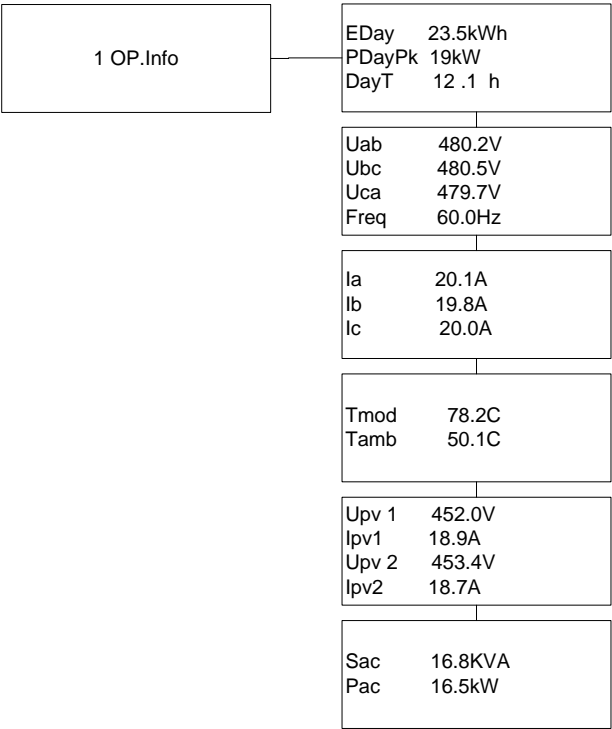 1 OP.Info
EDay 23.5kWh
PDayPk 19kW
DayT 12 .1 h
Uab 480.2V
Ubc 480.5V
Uca 479.7V
Freq 60.0Hz
Ia 20.1A
Ib 19.8A
Ic 20.0A
Tmod 78.2C
Tamb 50.1C
Upv 1 452.0V
Ipv1 18.9A
Upv 2 453.4V
Ipv2 18.7A
Sac 16.8KVA
Pac 16.5kW